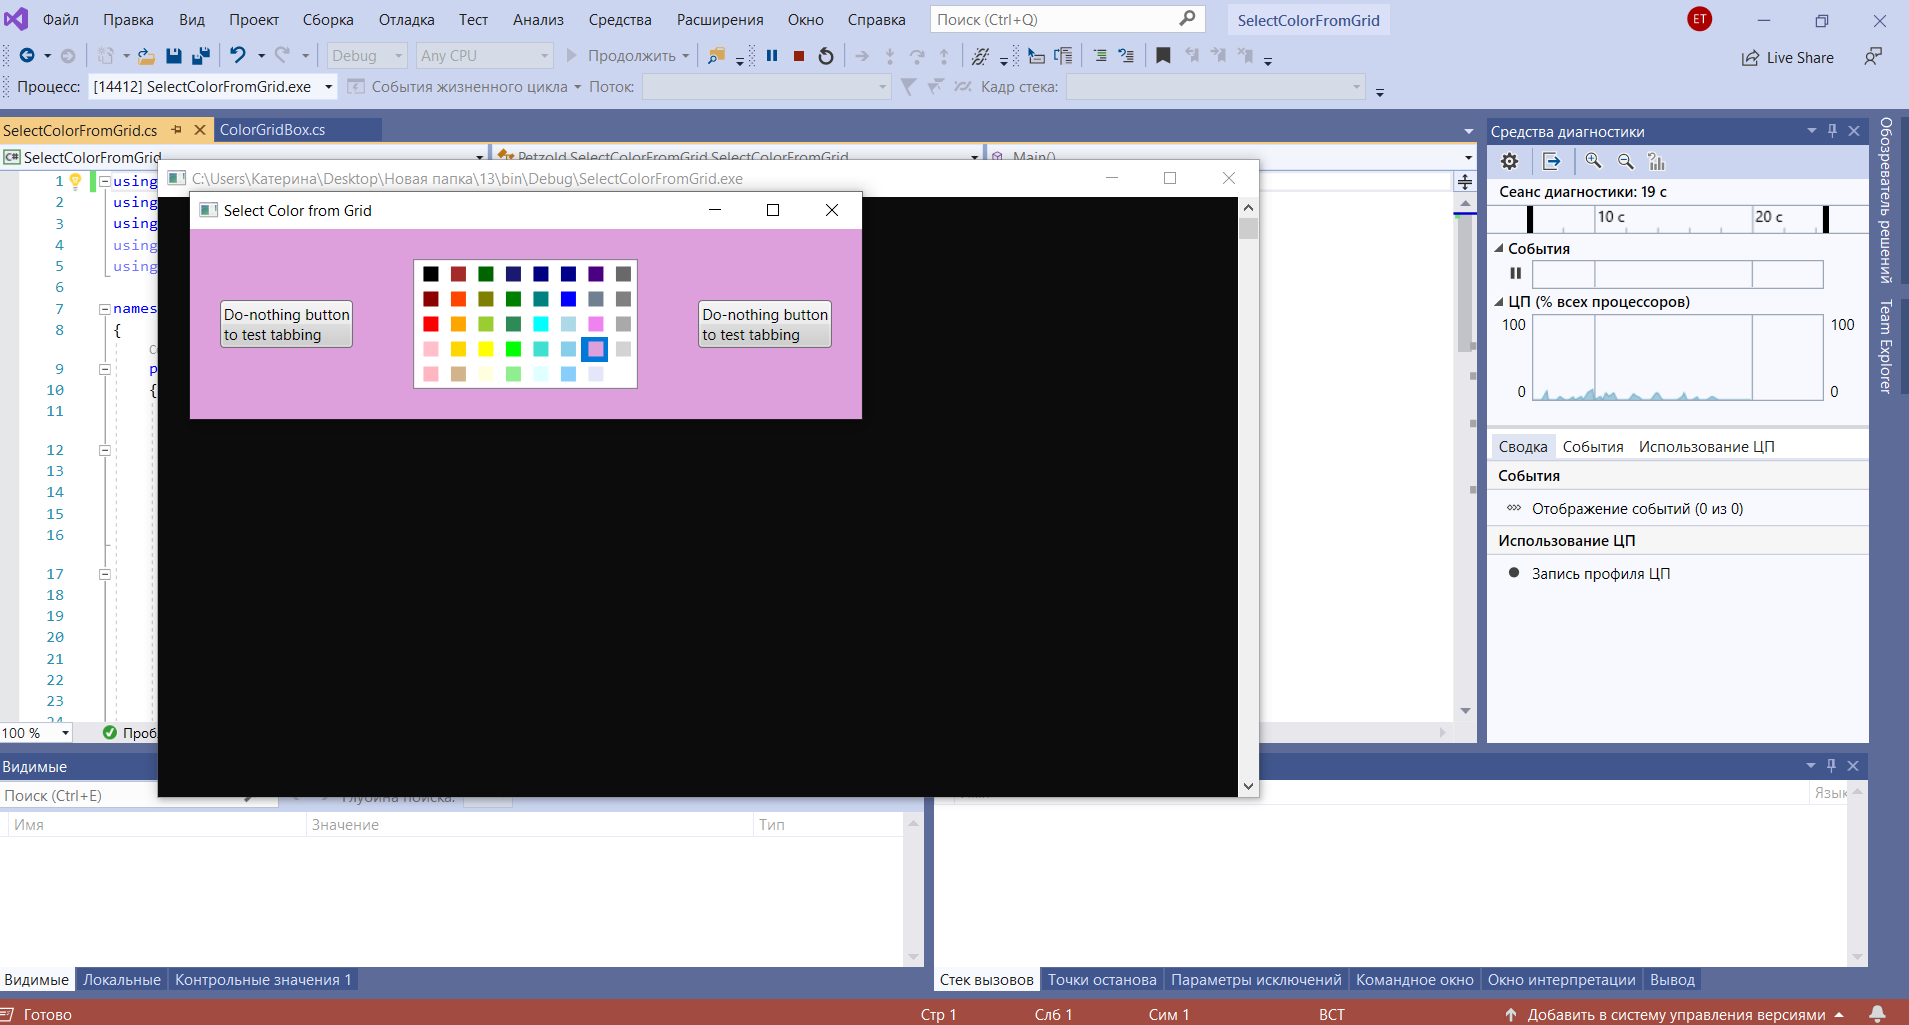 Файл Правка Вид Проект Сборка Отладка Тест Анализ Средства Расширения Окно Справка Поиск (Ctrl+Q) SelectColorFromGrid ET
Debug Any CPU Продолжить Live Share
Процесс: [14412] SelectColorFromGrid.exe События жизненного цикла Поток: Кадр стека:
SelectColorFromGrid.cs ColorGridBox.cs
C# SelectColorFromGrid Petzold.SelectColorFromGrid.SelectColorFromGrid Main()
C:\Users\Катерина\Desktop\Новая папка\13\bin\Debug\SelectColorFromGrid.exe
Select Color from Grid
Do-nothing button
to test tabbing
Do-nothing button
to test tabbing
1 using
2 using
3 using
4 using
5 using
6
7 names
8 {
9 p
10 {
11
12
13
14
15
16
17
18
19
20
21
22
23
24
100 % Проб
Средства диагностики
Сеанс диагностики: 19 с
10 с 20 с
События
ЦП (% всех процессоров)
100 100
0 0
Сводка События Использование ЦП
События
Отображение событий (0 из 0)
Использование ЦП
Запись профиля ЦП
Обозреватель решений
Team Explorer
Видимые
Поиск (Ctrl+E) Глубина поиска:
Имя Значение Тип
Язык
Видимые Локальные Контрольные значения 1
Стек вызовов Точки останова Параметры исключений Командное окно Окно интерпретации Вывод
Готово Стр 1 Слб 1 Сим 1 ВСТ Добавить в систему управления версиями